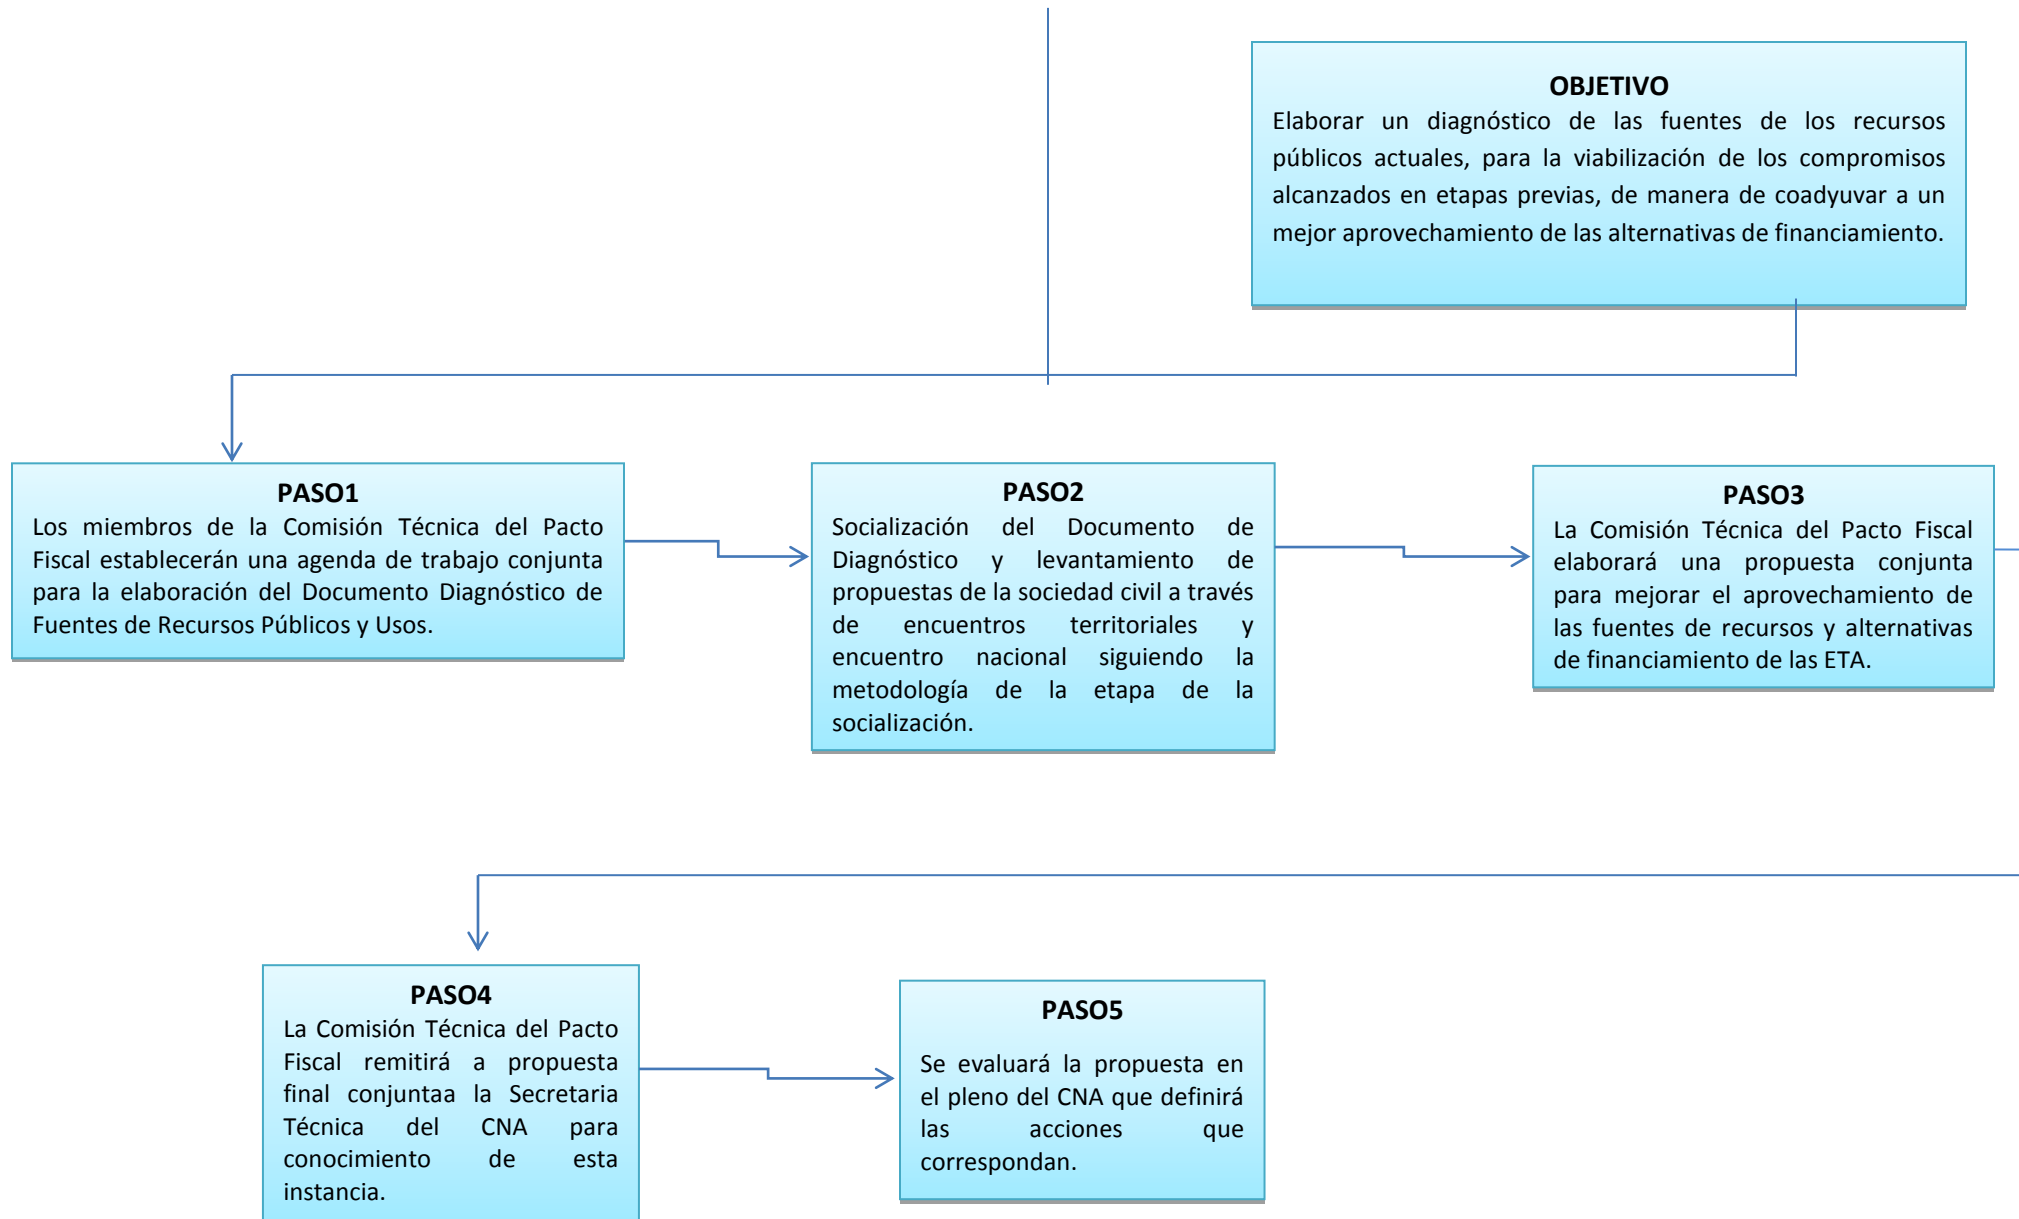 OBJETIVO
Elaborar un diagnóstico de las fuentes de los recursos
públicos actuales, para la viabilización de los compromisos
alcanzados en etapas previas, de manera de coadyuvar a un
mejor aprovechamiento de las alternativas de financiamiento.
PASO1
Los miembros de la Comisión Técnica del Pacto
Fiscal establecerán una agenda de trabajo conjunta
para la elaboración del Documento Diagnóstico de
Fuentes de Recursos Públicos y Usos.
PASO2
Socialización del Documento de
Diagnóstico y levantamiento de
propuestas de la sociedad civil a través
de encuentros territoriales y
encuentro nacional siguiendo la
metodología de la etapa de la
socialización.
PASO3
La Comisión Técnica del Pacto Fiscal
elaborará una propuesta conjunta
para mejorar el aprovechamiento de
las fuentes de recursos y alternativas
de financiamiento de las ETA.
PASO4
La Comisión Técnica del Pacto
Fiscal remitirá a propuesta
final conjuntaa la Secretaria
Técnica del CNA para
conocimiento de esta
instancia.
PASO5
Se evaluará la propuesta en
el pleno del CNA que definirá
las acciones que
correspondan.